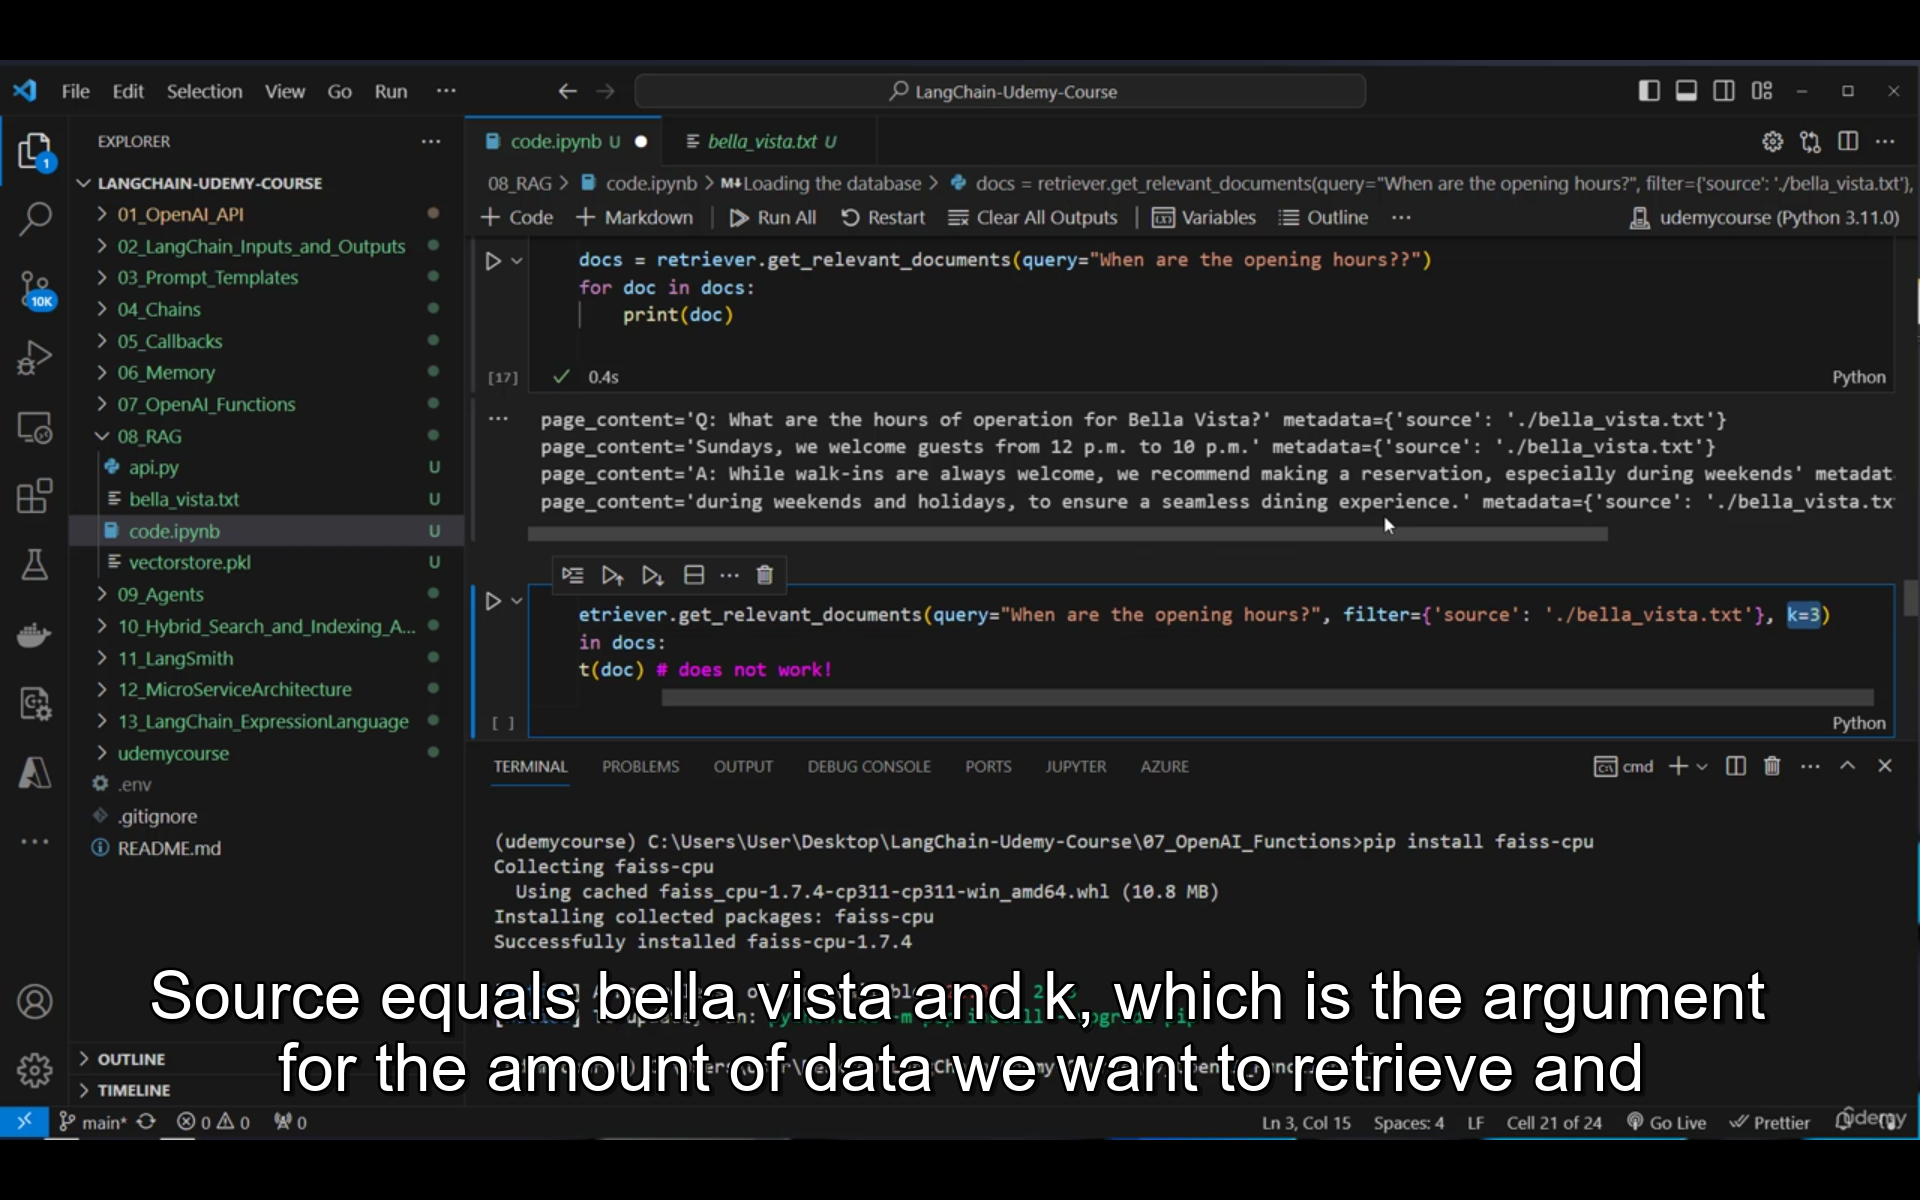 File Edit Selection View Go Run ··· LangChain-Udemy-Course
EXPLORER
code.ipynb U
bella_vista.txt U
1
LANGCHAIN-UDEMY-COURSE
08_RAG > code.ipynb > M↓Loading the database > docs = retriever.get_relevant_documents(query="When are the opening hours?", filter={'source': './bella_vista.txt'},
+ Code + Markdown Run All Restart Clear All Outputs Variables Outline ··· udemycourse (Python 3.11.0)
01_OpenAI_API
02_LangChain_Inputs_and_Outputs
03_Prompt_Templates
04_Chains
05_Callbacks
06_Memory
07_OpenAI_Functions
08_RAG
api.py U
bella_vista.txt U
code.ipynb U
vectorstore.pkl U
09_Agents
10_Hybrid_Search_and_Indexing_A...
11_LangSmith
12_MicroServiceArchitecture
13_LangChain_ExpressionLanguage
udemycourse
.env
.gitignore
README.md
OUTLINE
TIMELINE
10K
docs = retriever.get_relevant_documents(query="When are the opening hours??")
for doc in docs:
print(doc)
[17] 0.4s Python
page_content='Q: What are the hours of operation for Bella Vista?' metadata={'source': './bella_vista.txt'}
page_content='Sundays, we welcome guests from 12 p.m. to 10 p.m.' metadata={'source': './bella_vista.txt'}
page_content='A: While walk-ins are always welcome, we recommend making a reservation, especially during weekends' metadat
page_content='during weekends and holidays, to ensure a seamless dining experience.' metadata={'source': './bella_vista.tx
etriever.get_relevant_documents(query="When are the opening hours?", filter={'source': './bella_vista.txt'}, k=3)
in docs:
t(doc) # does not work!
[ ] Python
TERMINAL PROBLEMS OUTPUT DEBUG CONSOLE PORTS JUPYTER AZURE cmd
(udemycourse) C:\Users\User\Desktop\LangChain-Udemy-Course\07_OpenAI_Functions>pip install faiss-cpu
Collecting faiss-cpu
Using cached faiss_cpu-1.7.4-cp311-cp311-win_amd64.whl (10.8 MB)
Installing collected packages: faiss-cpu
Successfully installed faiss-cpu-1.7.4
Source equals bella vista and k, which is the argument
for the amount of data we want to retrieve and
main* 0 0 0 Ln 3, Col 15 Spaces: 4 LF Cell 21 of 24 Go Live Prettier
ûdemy